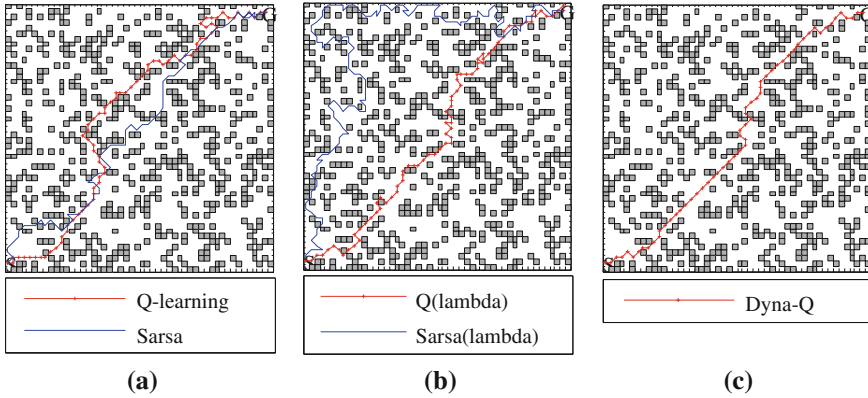 G
G
G
S
S
S
Q-learning
Sarsa
Q(lambda)
Sarsa(lambda)
Dyna-Q
(a)
(b)
(c)